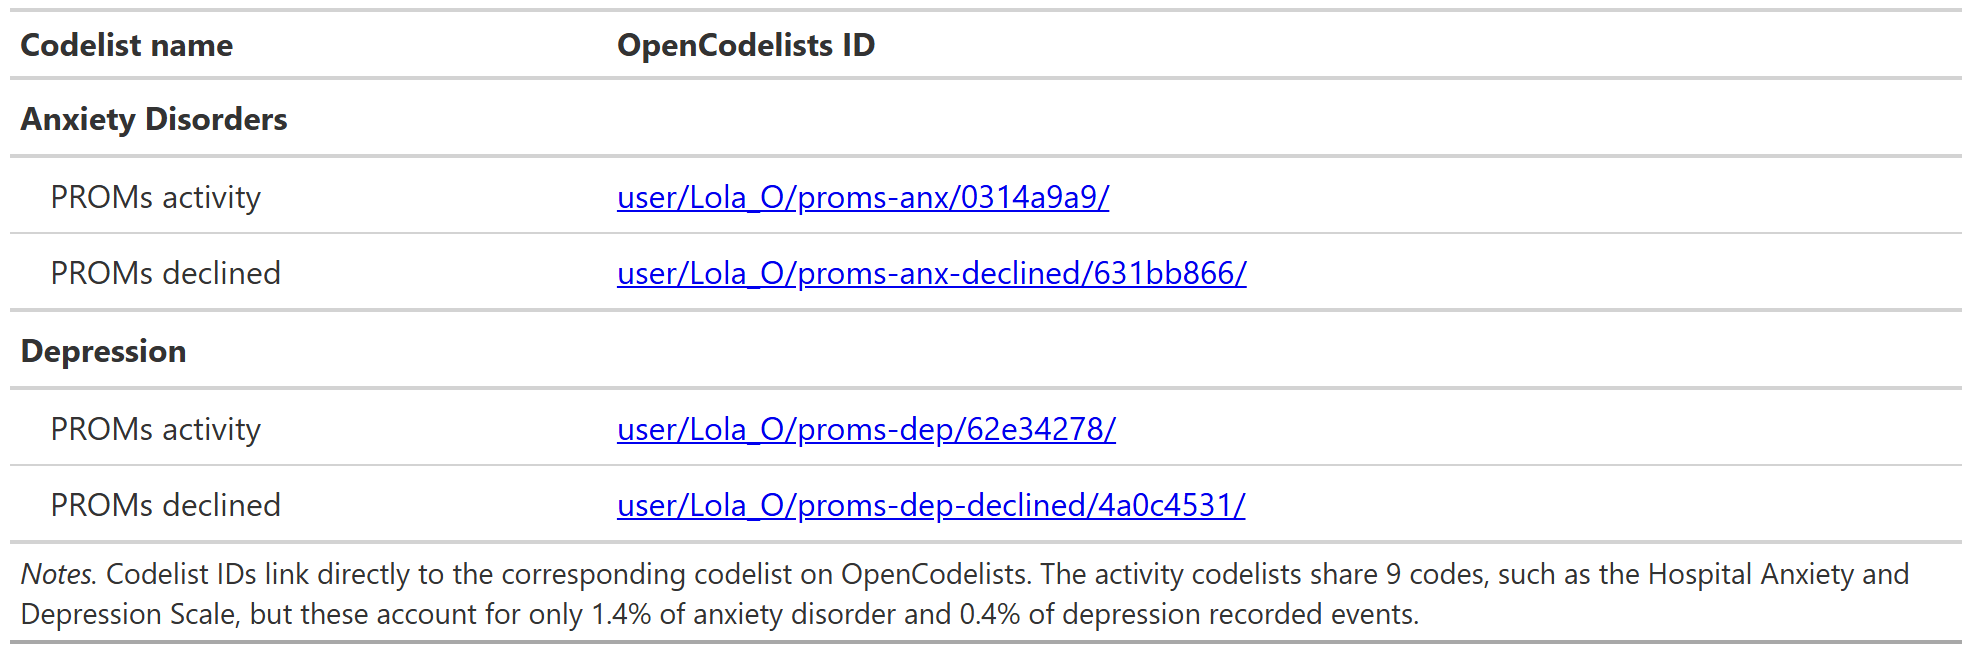 Codelist name OpenCodelists ID
Anxiety Disorders
PROMs activity user/Lola_O/proms-anx/0314a9a9/
PROMs declined user/Lola_O/proms-anx-declined/631bb866/
Depression
PROMs activity user/Lola_O/proms-dep/62e34278/
PROMs declined user/Lola_O/proms-dep-declined/4a0c4531/
Notes. Codelist IDs link directly to the corresponding codelist on OpenCodelists. The activity codelists share 9 codes, such as the Hospital Anxiety and
Depression Scale, but these account for only 1.4% of anxiety disorder and 0.4% of depression recorded events.